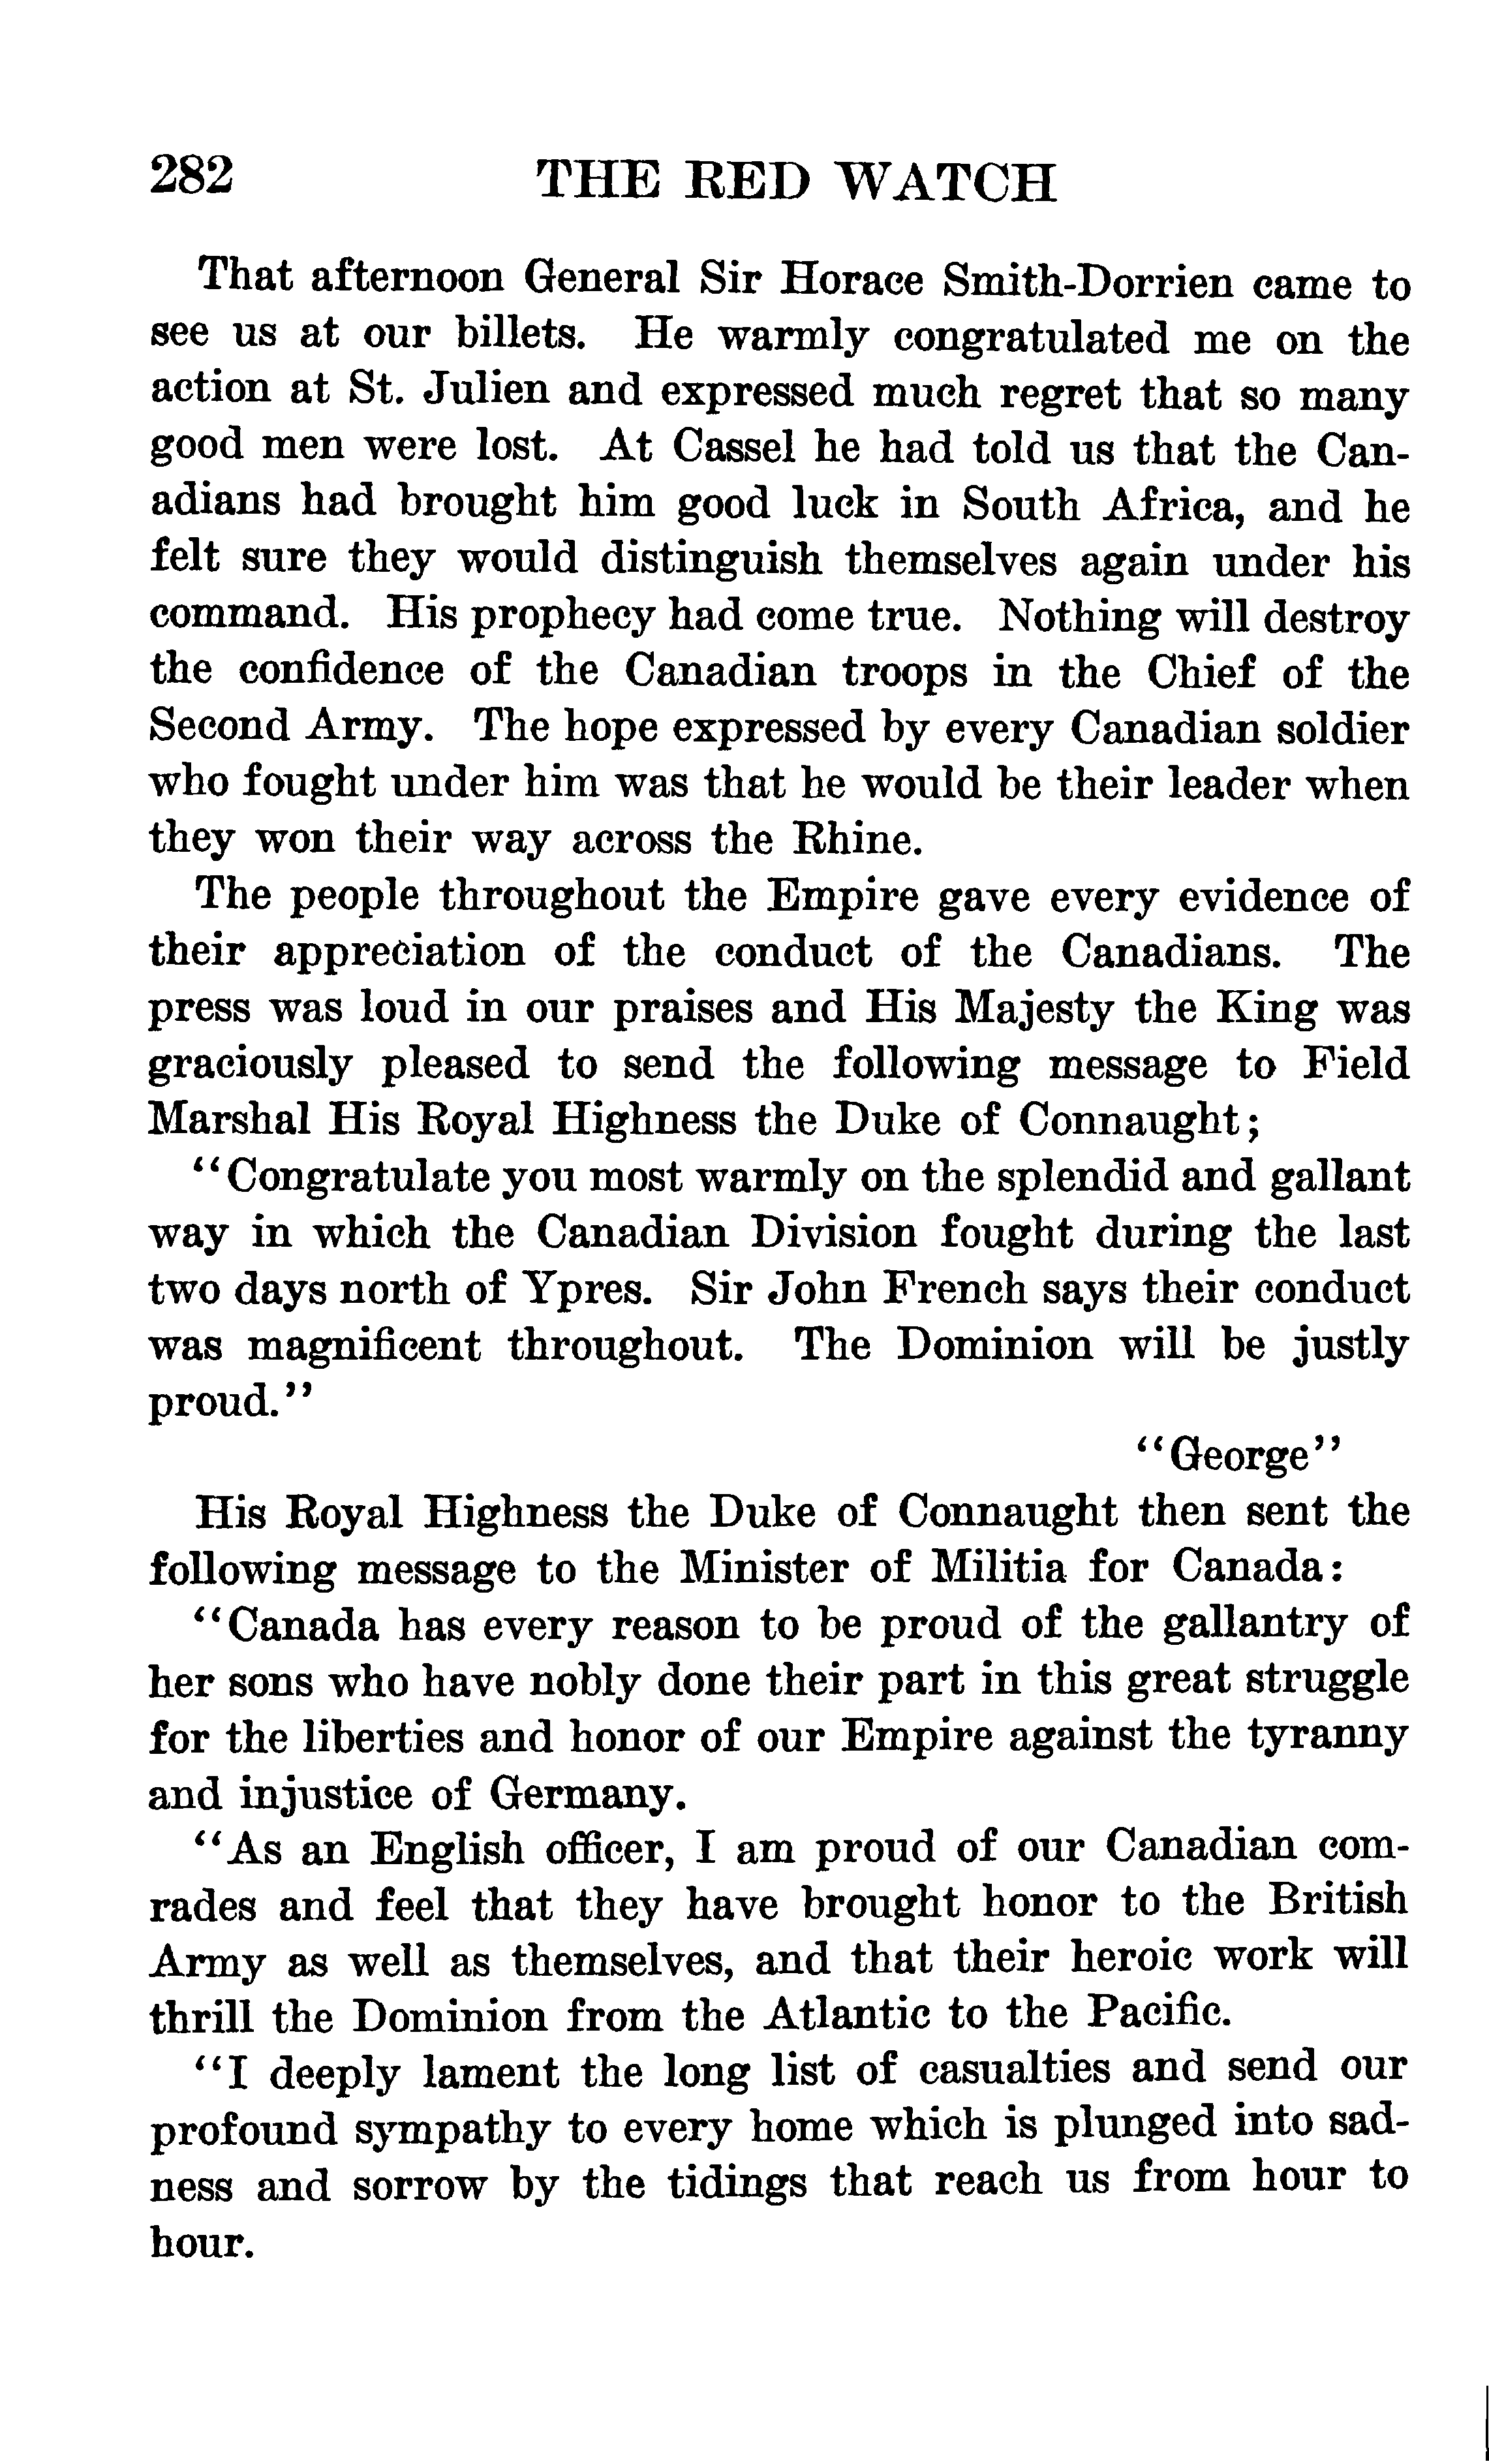 282 THE RED WATCH
That afternoon General Sir Horace Smith-Dorrien came to
see us at our billets. He warmly congratulated me on the
action at St. Julien and expressed much regret that so many
good men were lost. At Cassel he had told us that the Can-
adians had brought him good luck in South Africa, and he
felt sure they would distinguish themselves again under his
command. His prophecy had come true. Nothing will destroy
the confidence of the Canadian troops in the Chief of the
Second Army. The hope expressed by every Canadian soldier
who fought under him was that he would be their leader when
they won their way across the Rhine.
The people throughout the Empire gave every evidence of
their appreciation of the conduct of the Canadians. The
press was loud in our praises and His Majesty the King was
graciously pleased to send the following message to Field
Marshal His Royal Highness the Duke of Connaught;
"Congratulate you most warmly on the splendid and gallant
way in which the Canadian Division fought during the last
two days north of Ypres. Sir John French says their conduct
was magnificent throughout. The Dominion will be justly
proud."
"George"
His Royal Highness the Duke of Connaught then sent the
following message to the Minister of Militia for Canada:
"Canada has every reason to be proud of the gallantry of
her sons who have nobly done their part in this great struggle
for the liberties and honor of our Empire against the tyranny
and injustice of Germany.
"As an English officer, I am proud of our Canadian com-
rades and feel that they have brought honor to the British
Army as well as themselves, and that their heroic work will
thrill the Dominion from the Atlantic to the Pacific.
"I deeply lament the long list of casualties and send our
profound sympathy to every home which is plunged into sad-
ness and sorrow by the tidings that reach us from hour to
hour.